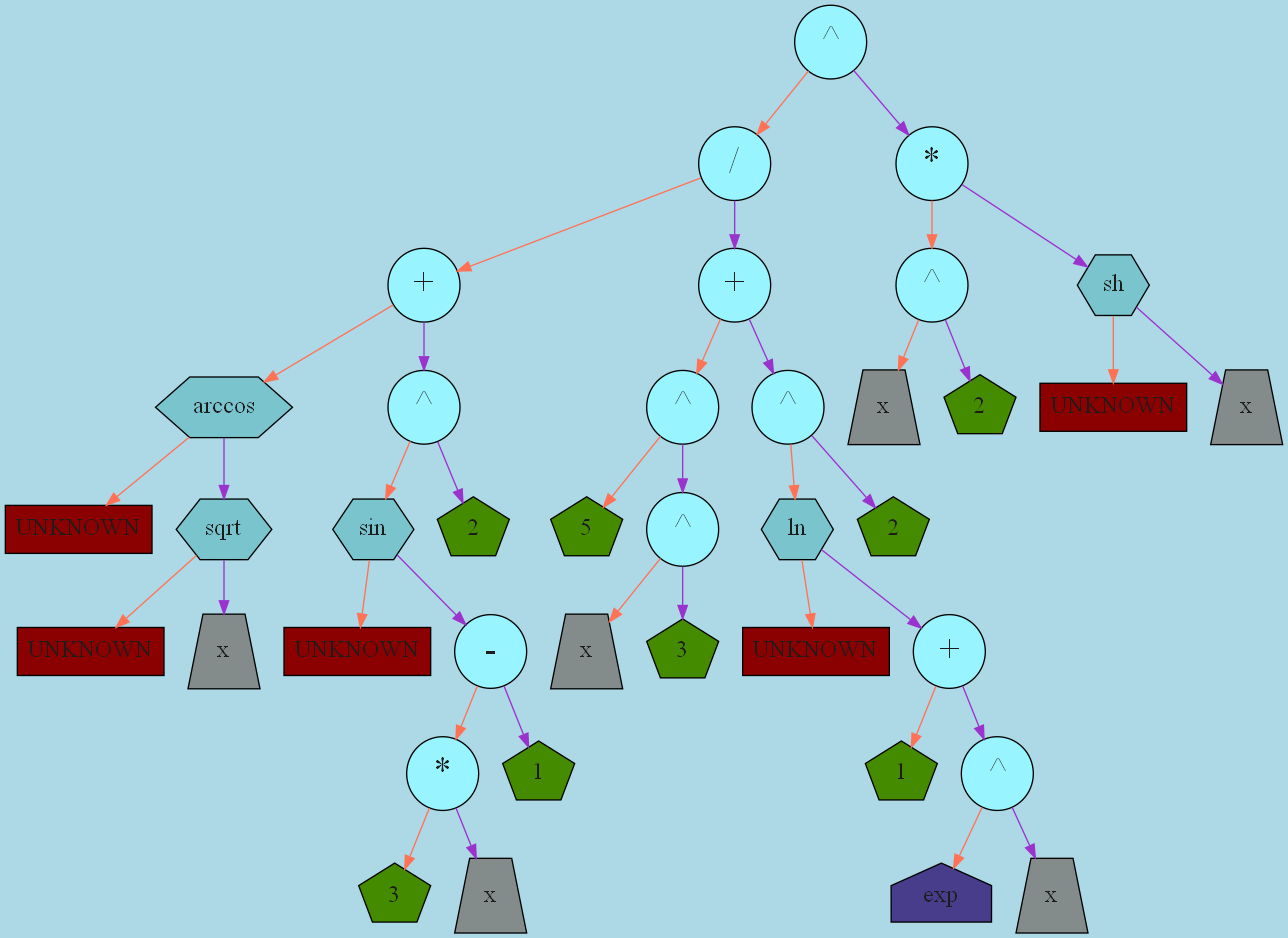 ^
/ *
+ + ^ sh
arccos ^ ^ ^ x 2 UNKNOWN x
UNKNOWN sqrt sin 2 5 ^ ln 2
UNKNOWN x UNKNOWN - x 3 UNKNOWN +
* 1 1 ^
3 x exp x